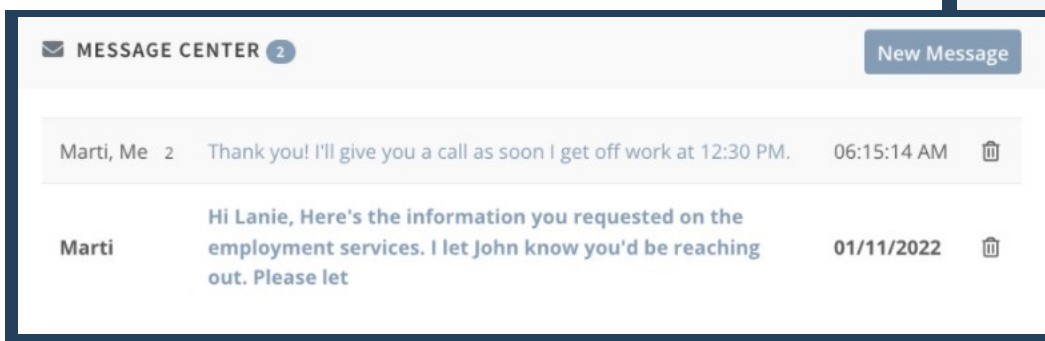 MESSAGE CENTER 2
New Message
Marti, Me 2 Thank you! I'll give you a call as soon I get off work at 12:30 PM. 06:15:14 AM
Hi Lanie, Here's the information you requested on the
Marti employment services. I let John know you'd be reaching 01/11/2022
out. Please let